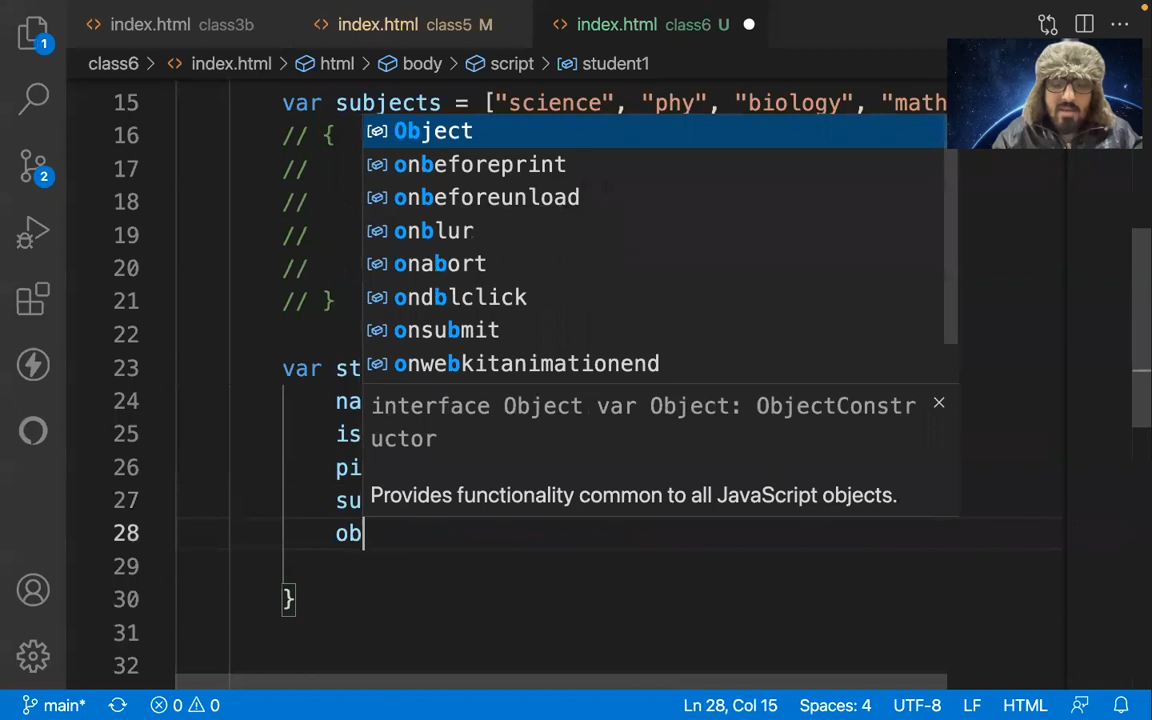 index.html class3b
index.html class5 M
index.html class6 U
class6 > index.html > html > body > script > student1
1
2
15 var subjects = ["science", "phy", "biology", "math
16 // {
17 //
18 //
19 //
20 //
21 // }
22
23 var st
24 na
25 is
26 pi
27 su
28 ob
29
30 }
31
32
Object
onbeforeprint
onbeforeunload
onblur
onabort
ondblclick
onsubmit
onwebkitanimationend
interface Object var Object: ObjectConstr
uctor
Provides functionality common to all JavaScript objects.
main* 0 0 Ln 28, Col 15 Spaces: 4 UTF-8 LF HTML